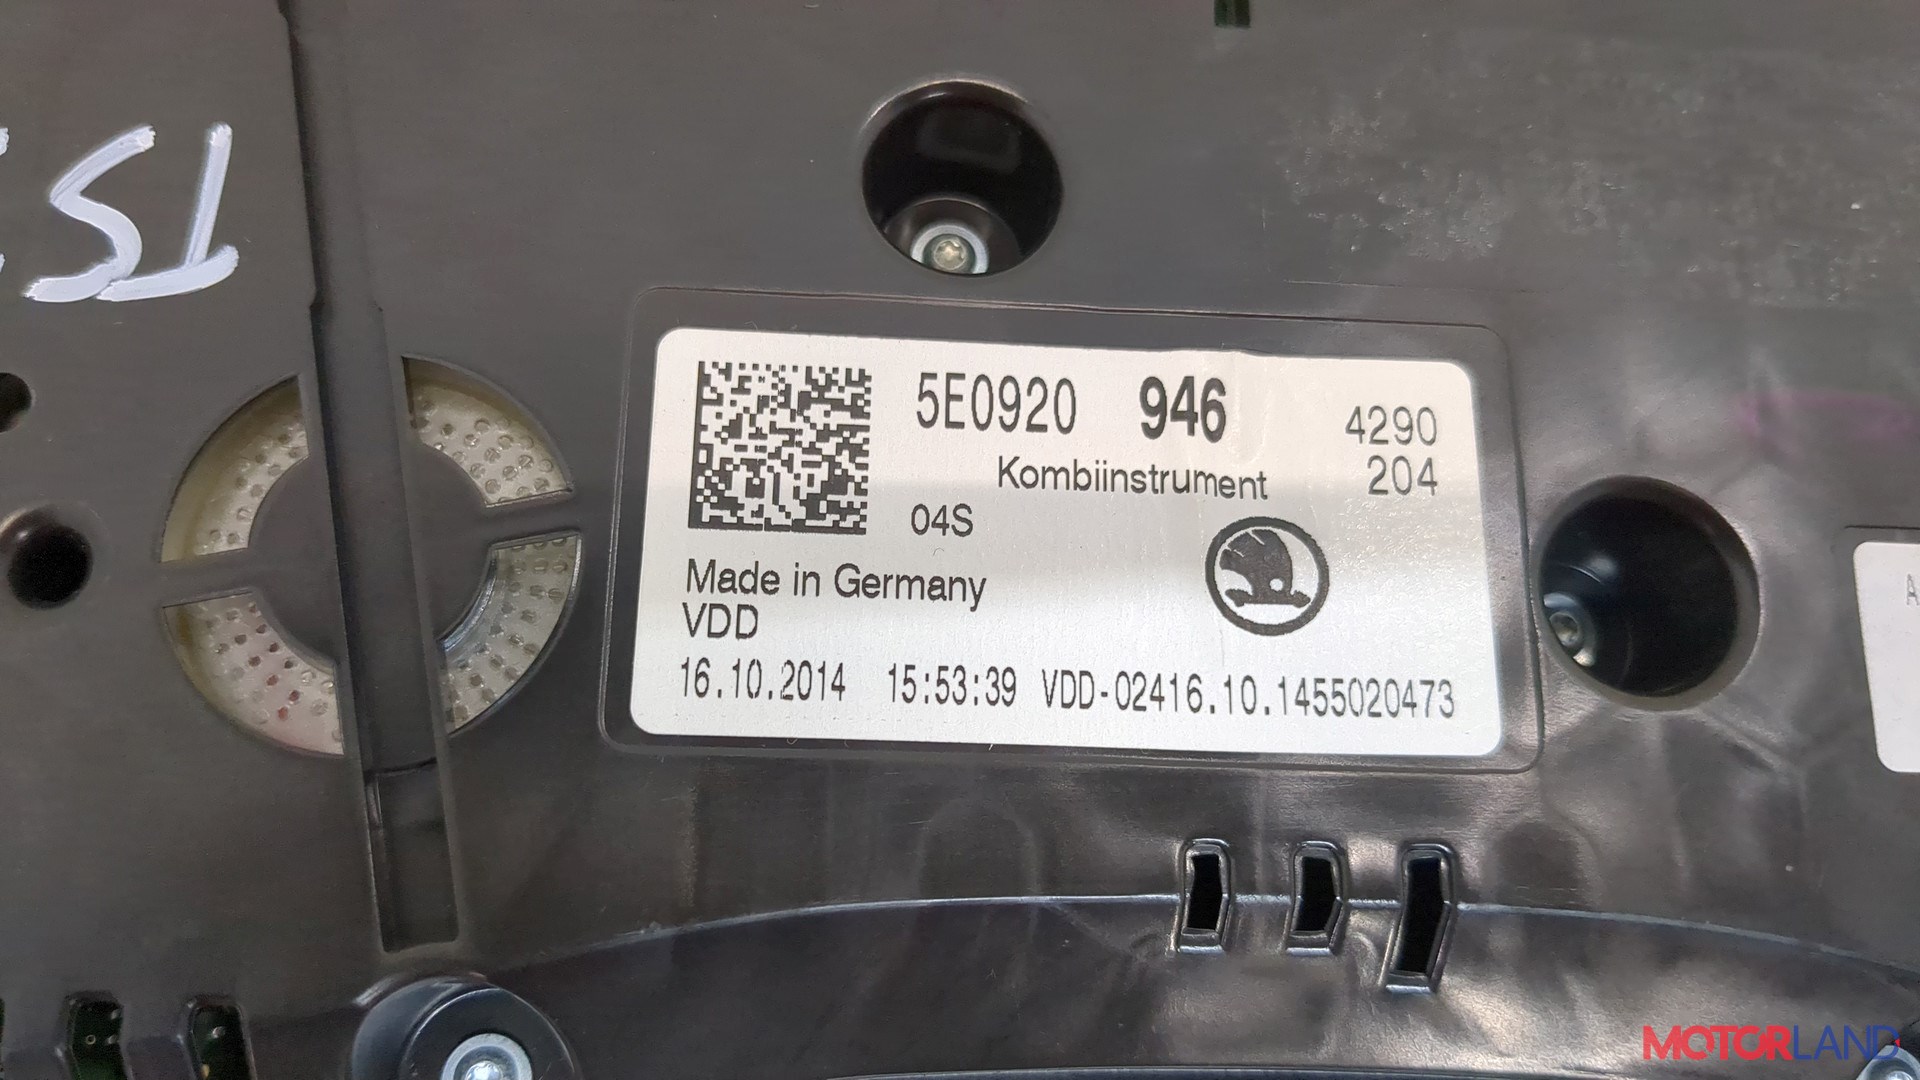 5E0920 946
4290
Kombiinstrument
204
04S
Made in Germany
VDD
16.10.2014 15:53:39 VDD-02416.10.1455020473
A
MOTORLAND